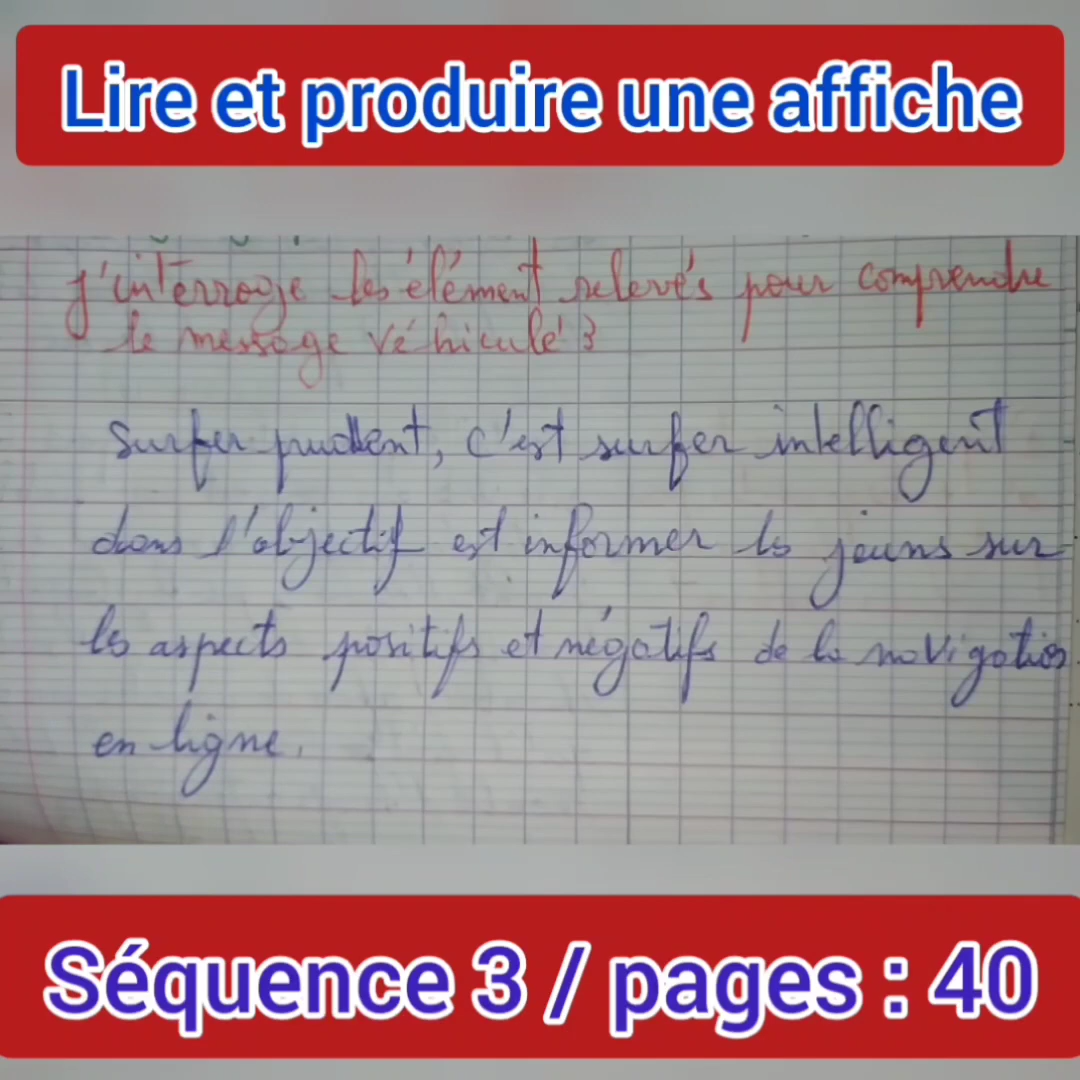 Lire et produire une affiche
j'interroge les élément relevés pour comprendre
le message véhiculé ?
Surfer prudent, c'est surfer intelligent
dans l'objectif est informer les jeuns sur
les aspects positifs et négatifs de la navigation
en ligne.
Séquence 3 / pages : 40